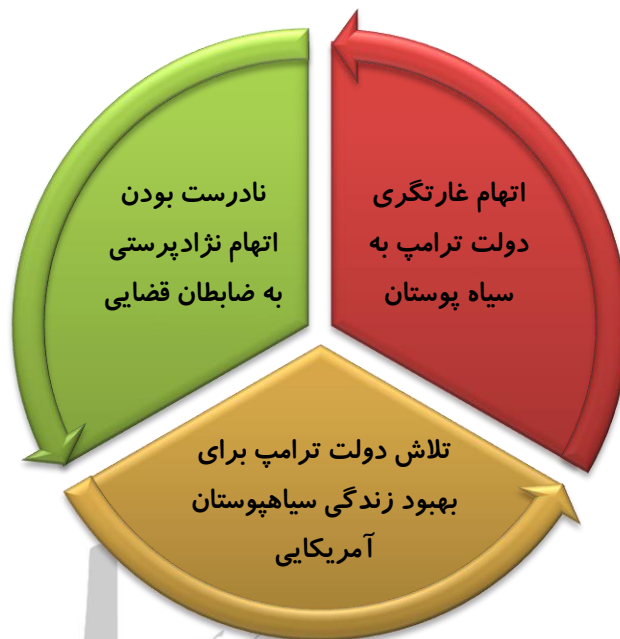 اتهام غارتگری
دولت ترامپ به
سیاه پوستان
نادرست بودن
اتهام نژادپرستی
به ضابطان قضایی
تلاش دولت ترامپ برای
بهبود زندگی سیاهپوستان
آمریکایی